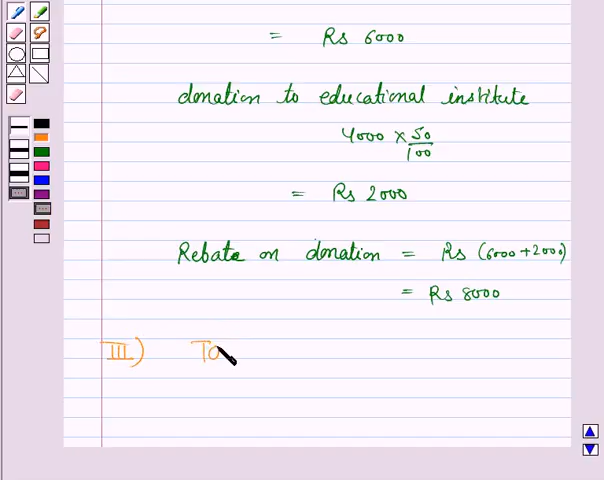 = Rs 6000
donation to educational institute
4000 × 50/100
= Rs 2000
Rebate on donation = Rs (6000+2000)
= Rs 8000
III) To